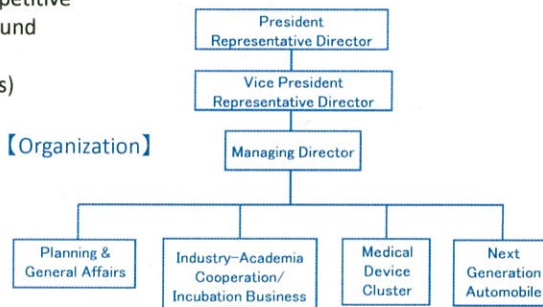 petitive
und
s)
【Organization】
President
Representative Director
Vice President
Representative Director
Managing Director
Planning &
General Affairs
Industry-Academia
Cooperation/
Incubation Business
Medical
Device
Cluster
Next
Generation
Automobile